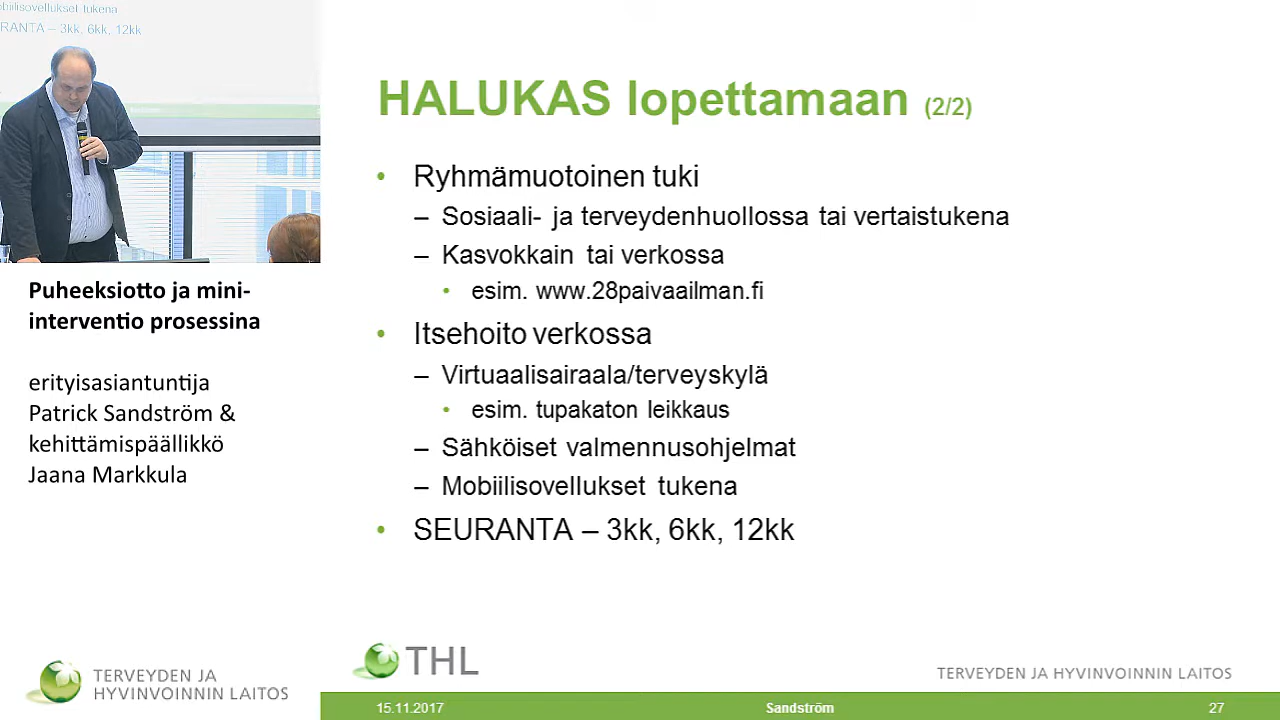 biilisovellukset tukena
RANTA – 3kk, 6kk, 12kk
Puheeksiotto ja mini-
interventio prosessina
erityisasiantuntija
Patrick Sandström &
kehittämispäällikkö
Jaana Markkula
TERVEYDEN JA
HYVINVOINNIN LAITOS
HALUKAS lopettamaan (2/2)
• Ryhmämuotoinen tuki
– Sosiaali- ja terveydenhuollossa tai vertaistukena
– Kasvokkain tai verkossa
• esim. www.28paivaailman.fi
• Itsehoito verkossa
– Virtuaalisairaala/terveyskylä
• esim. tupakaton leikkaus
– Sähköiset valmennusohjelmat
– Mobiilisovellukset tukena
• SEURANTA – 3kk, 6kk, 12kk
THL
TERVEYDEN JA HYVINVOINNIN LAITOS
15.11.2017 Sandström 27